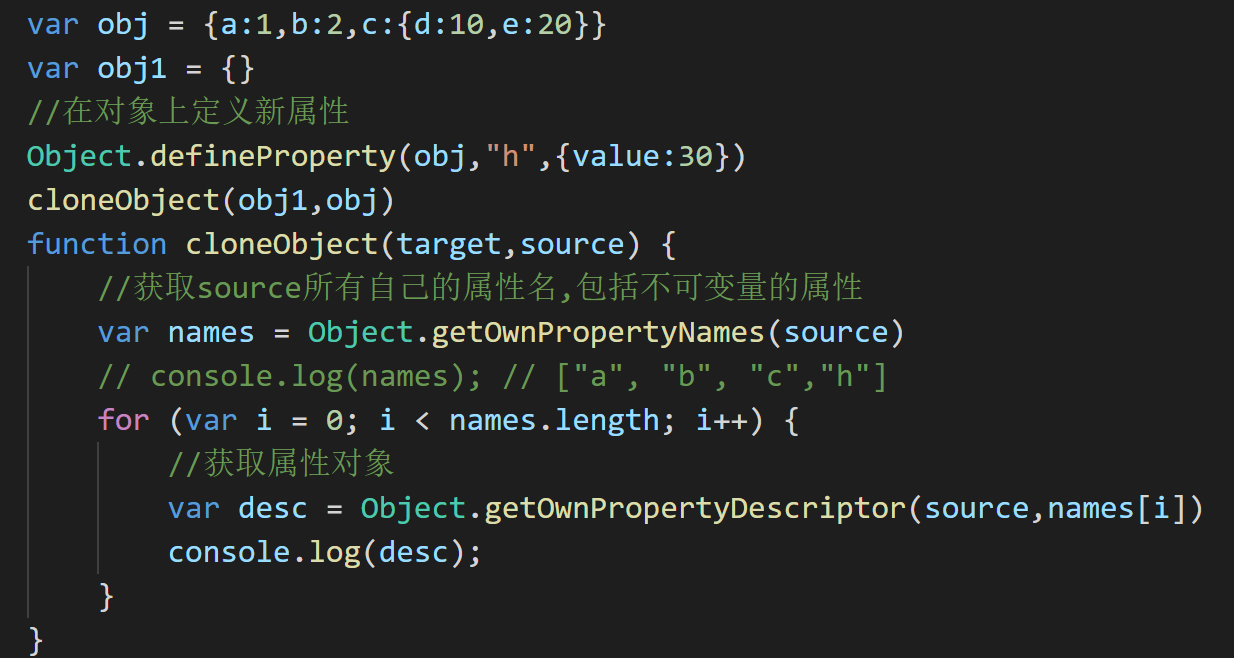 var obj = {a:1,b:2,c:{d:10,e:20}}
var obj1 = {}
//在对象上定义新属性
Object.defineProperty(obj,"h",{value:30})
cloneObject(obj1,obj)
function cloneObject(target,source) {
    //获取source所有自己的属性名,包括不可变量的属性
    var names = Object.getOwnPropertyNames(source)
    // console.log(names); // ["a", "b", "c","h"]
    for (var i = 0; i < names.length; i++) {
        //获取属性对象
        var desc = Object.getOwnPropertyDescriptor(source,names[i])
        console.log(desc);
    }
}